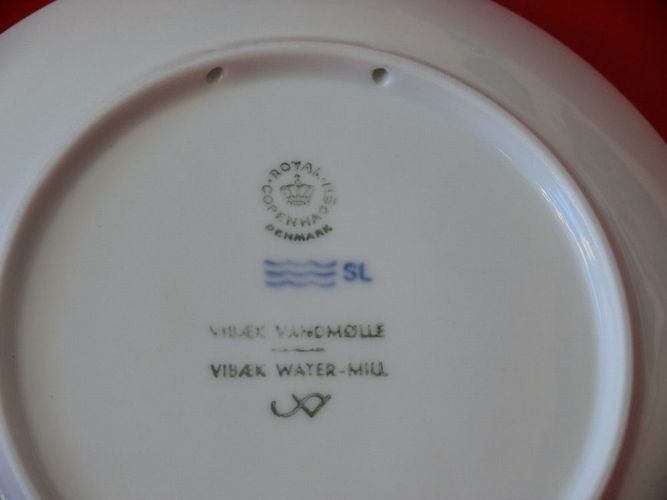 ROYAL
COPENHAGEN
DENMARK
SL
VIBÆK VANDMØLLE
VIBÆK WATER-MILL